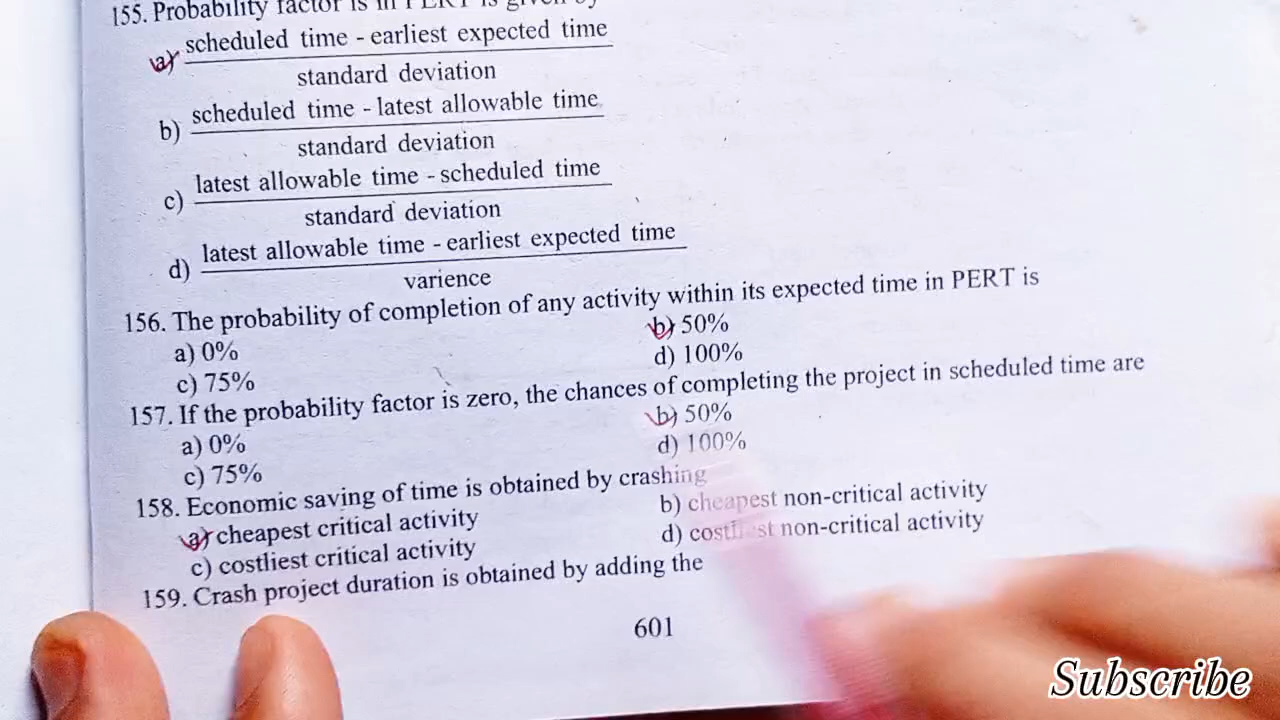 155. Probability factor is in PERT is given by
a) scheduled time - earliest expected time
standard deviation
b) scheduled time - latest allowable time
standard deviation
c) latest allowable time - scheduled time
standard deviation
d) latest allowable time - earliest expected time
varience
156. The probability of completion of any activity within its expected time in PERT is
a) 0%
b) 50%
c) 75%
d) 100%
157. If the probability factor is zero, the chances of completing the project in scheduled time are
a) 0%
b) 50%
c) 75%
d) 100%
158. Economic saving of time is obtained by crashing
a) cheapest critical activity
b) cheapest non-critical activity
c) costliest critical activity
d) costliest non-critical activity
159. Crash project duration is obtained by adding the
601
Subscribe